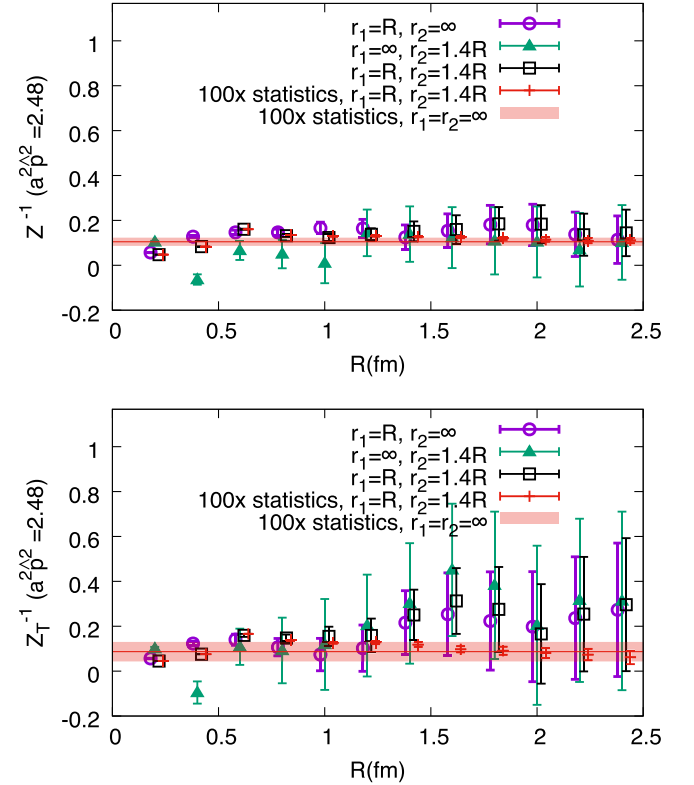 r₁=R, r₂=∞
r₁=∞, r₂=1.4R
r₁=R, r₂=1.4R
100x statistics, r₁=R, r₂=1.4R
100x statistics, r₁=r₂=∞
Z⁻¹ (a²p̂²=2.48)
1
0.8
0.6
0.4
0.2
0
-0.2
0 0.5 1 1.5 2 2.5
R(fm)
r₁=R, r₂=∞
r₁=∞, r₂=1.4R
r₁=R, r₂=1.4R
100x statistics, r₁=R, r₂=1.4R
100x statistics, r₁=r₂=∞
Z_T⁻¹ (a²p̂²=2.48)
1
0.8
0.6
0.4
0.2
0
-0.2
0 0.5 1 1.5 2 2.5
R(fm)